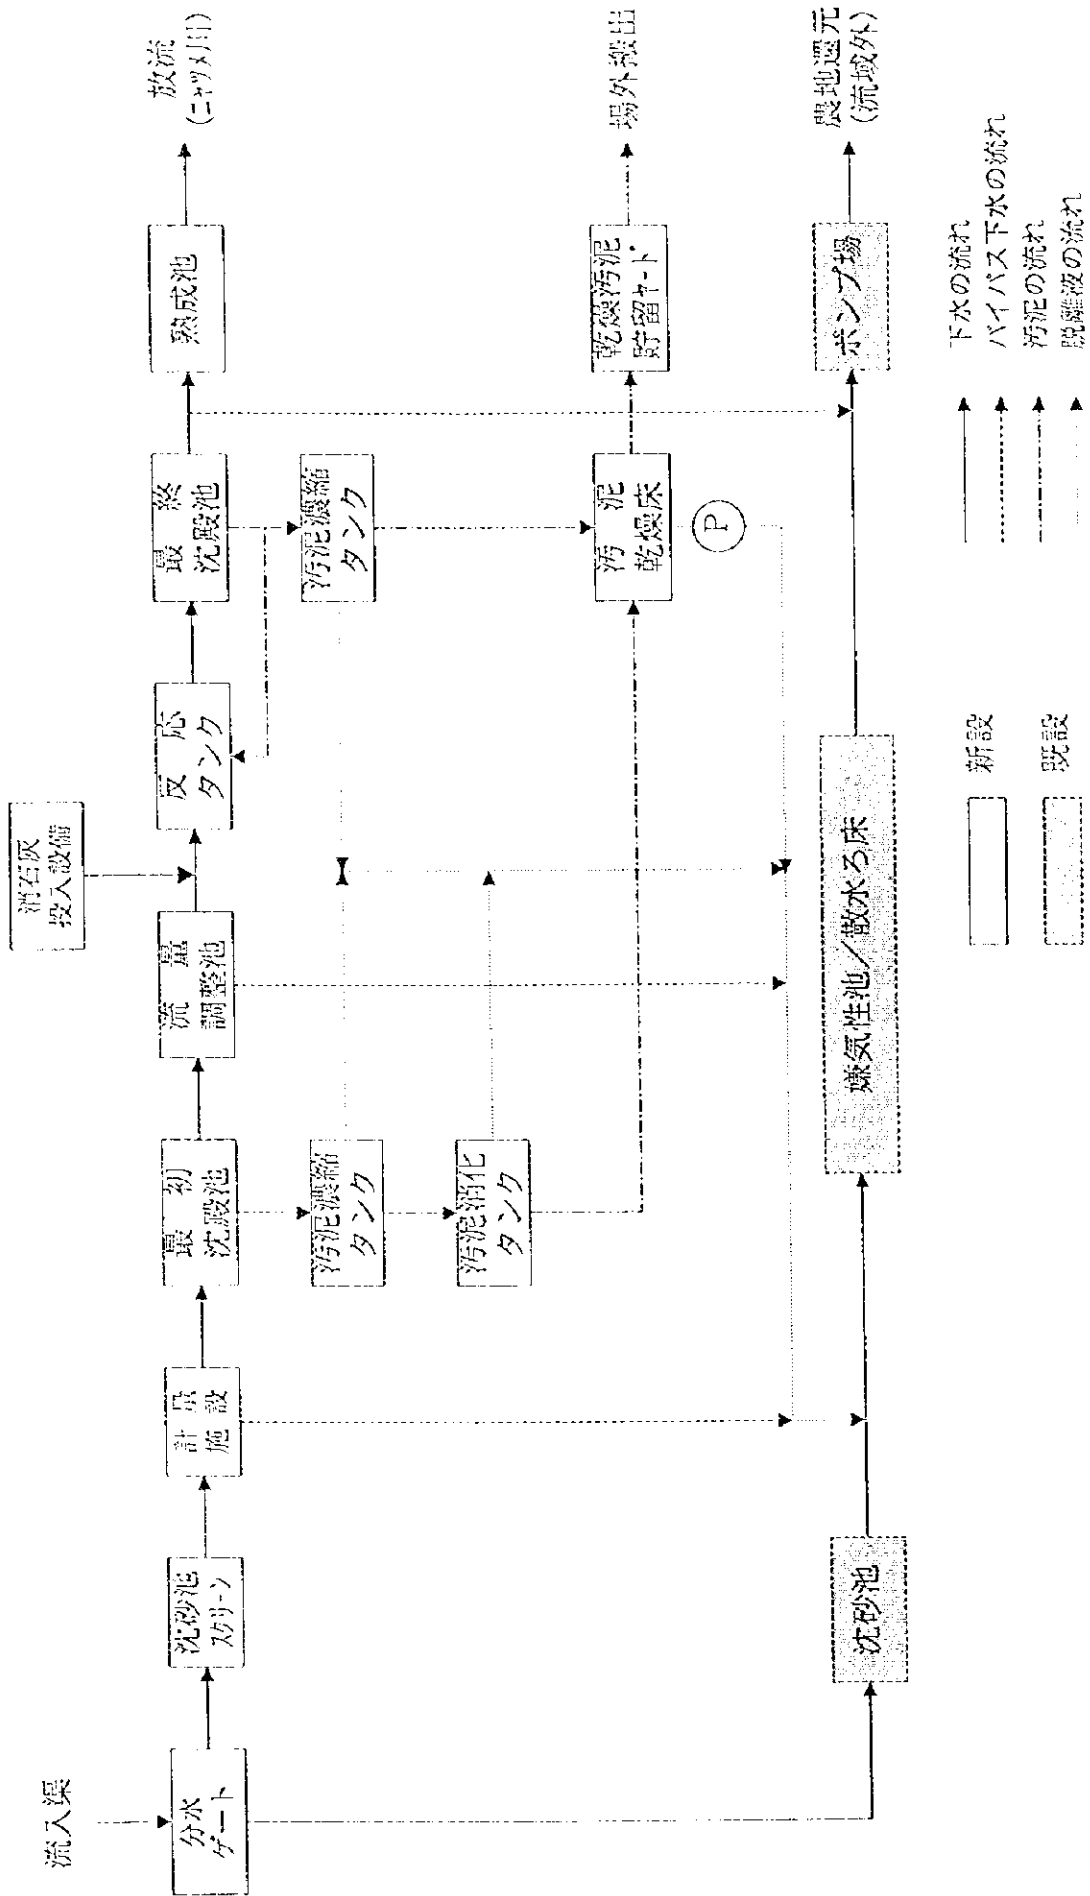 流入渠
分水
ゲート
沈砂池
スクリーン
計量
施設
最初
沈殿池
流量
調整池
消石灰
投入設備
反応
タンク
最終
沈殿池
熟成池
放流
(ニャツメ川)
汚泥濃縮
タンク
汚泥消化
タンク
汚泥濃縮
タンク
汚泥
乾燥床
P
乾燥汚泥
貯留ヤード
場外搬出
沈砂池
嫌気性池/散水ろ床
ポンプ場
農地還元
(流域外)
新設
既設
下水の流れ
バイパス下水の流れ
汚泥の流れ
脱離液の流れ